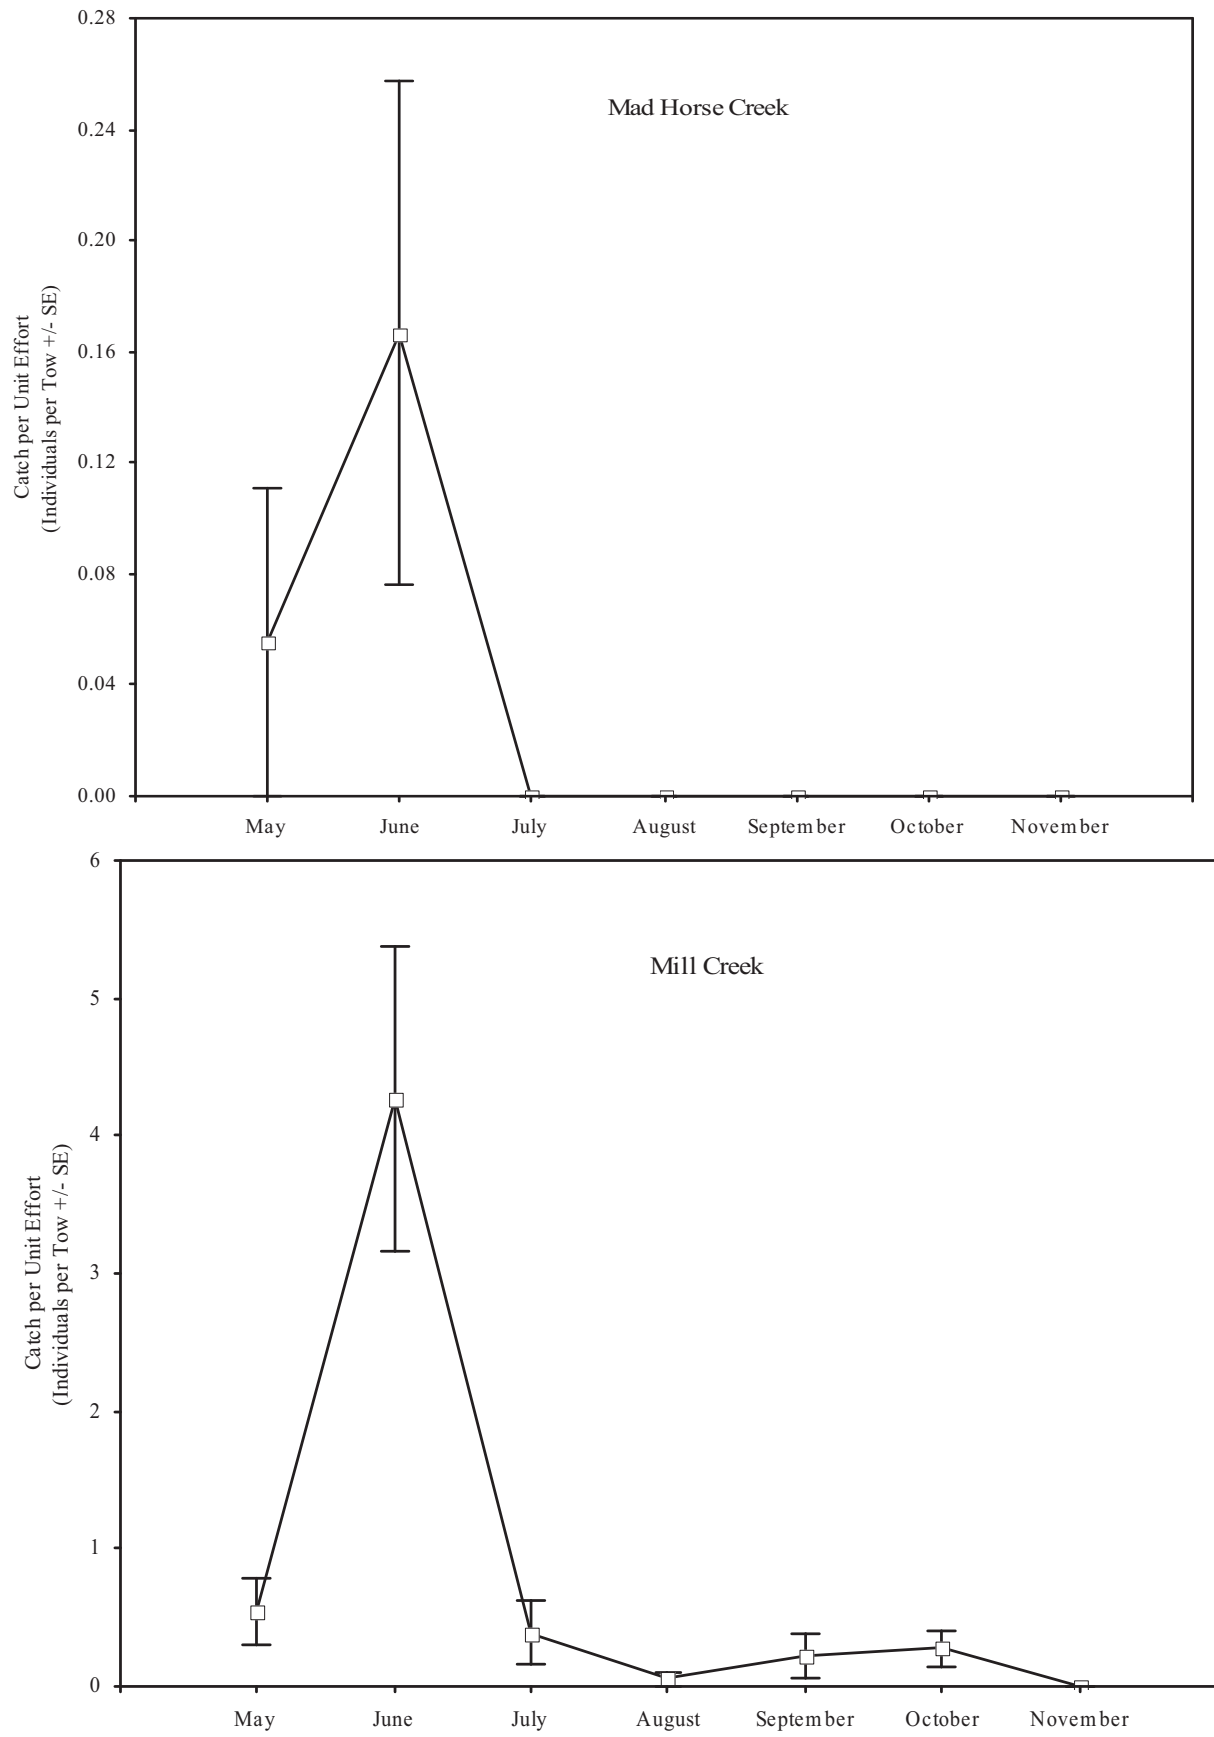 0.28
Mad Horse Creek
0.24
0.20
0.16
0.12
0.08
0.04
0.00
Catch per Unit Effort
(Individuals per Tow +/- SE)
May June July August September October November
6
Mill Creek
5
4
3
2
1
0
Catch per Unit Effort
(Individuals per Tow +/- SE)
May June July August September October November